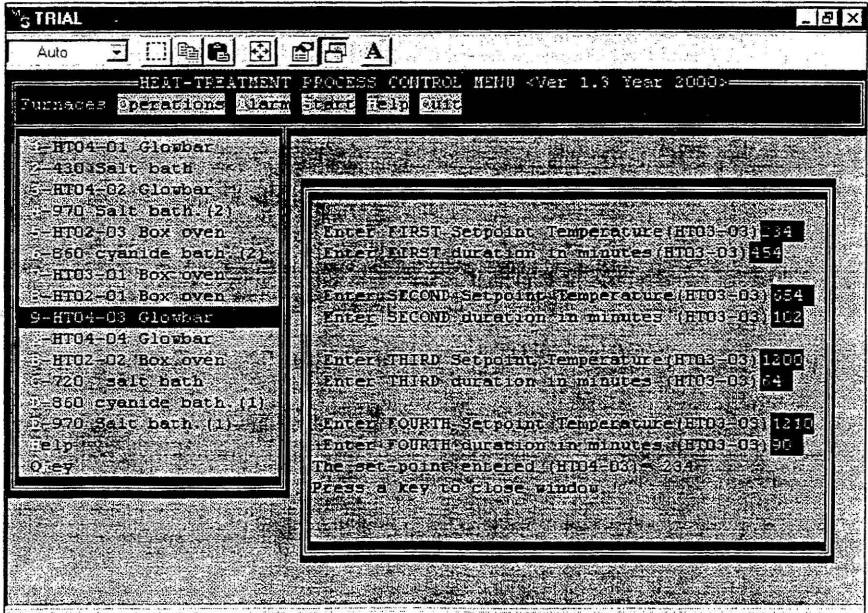 TRIAL
Auto
A
HEAT-TREATMENT PROCESS CONTROL MENU <Ver 1.3 Year 2000>
Furnaces Operations Alarm Start Help Quit
-HT04-01 Glowbar
-430 Salt bath
-HT04-02 Glowbar
-970 Salt bath (2)
-HT02-03 Box oven
-860 cyanide bath (2)
-HT03-01 Box oven
-HT02-01 Box oven
9-HT04-03 Glowbar
-HT04-04 Glowbar
-HT02-02 Box oven
-720 salt bath
-860 cyanide bath (1)
-970 Salt bath (1)
Help
Enter FIRST Setpoint Temperature(HT03-03) 234
Enter FIRST duration in minutes(HT03-03) 454
Enter SECOND Setpoint Temperature(HT03-03) 654
Enter SECOND duration in minutes (HT03-03)
Enter THIRD Setpoint Temperature(HT03-03) 1200
Enter THIRD duration in minutes (HT03-03) 64
Enter FOURTH Setpoint Temperature(HT03-03) 1210
Enter FOURTH duration in minutes (HT03-03) 90
The set-point entered (HT04-03)= 234
Press a key to close window